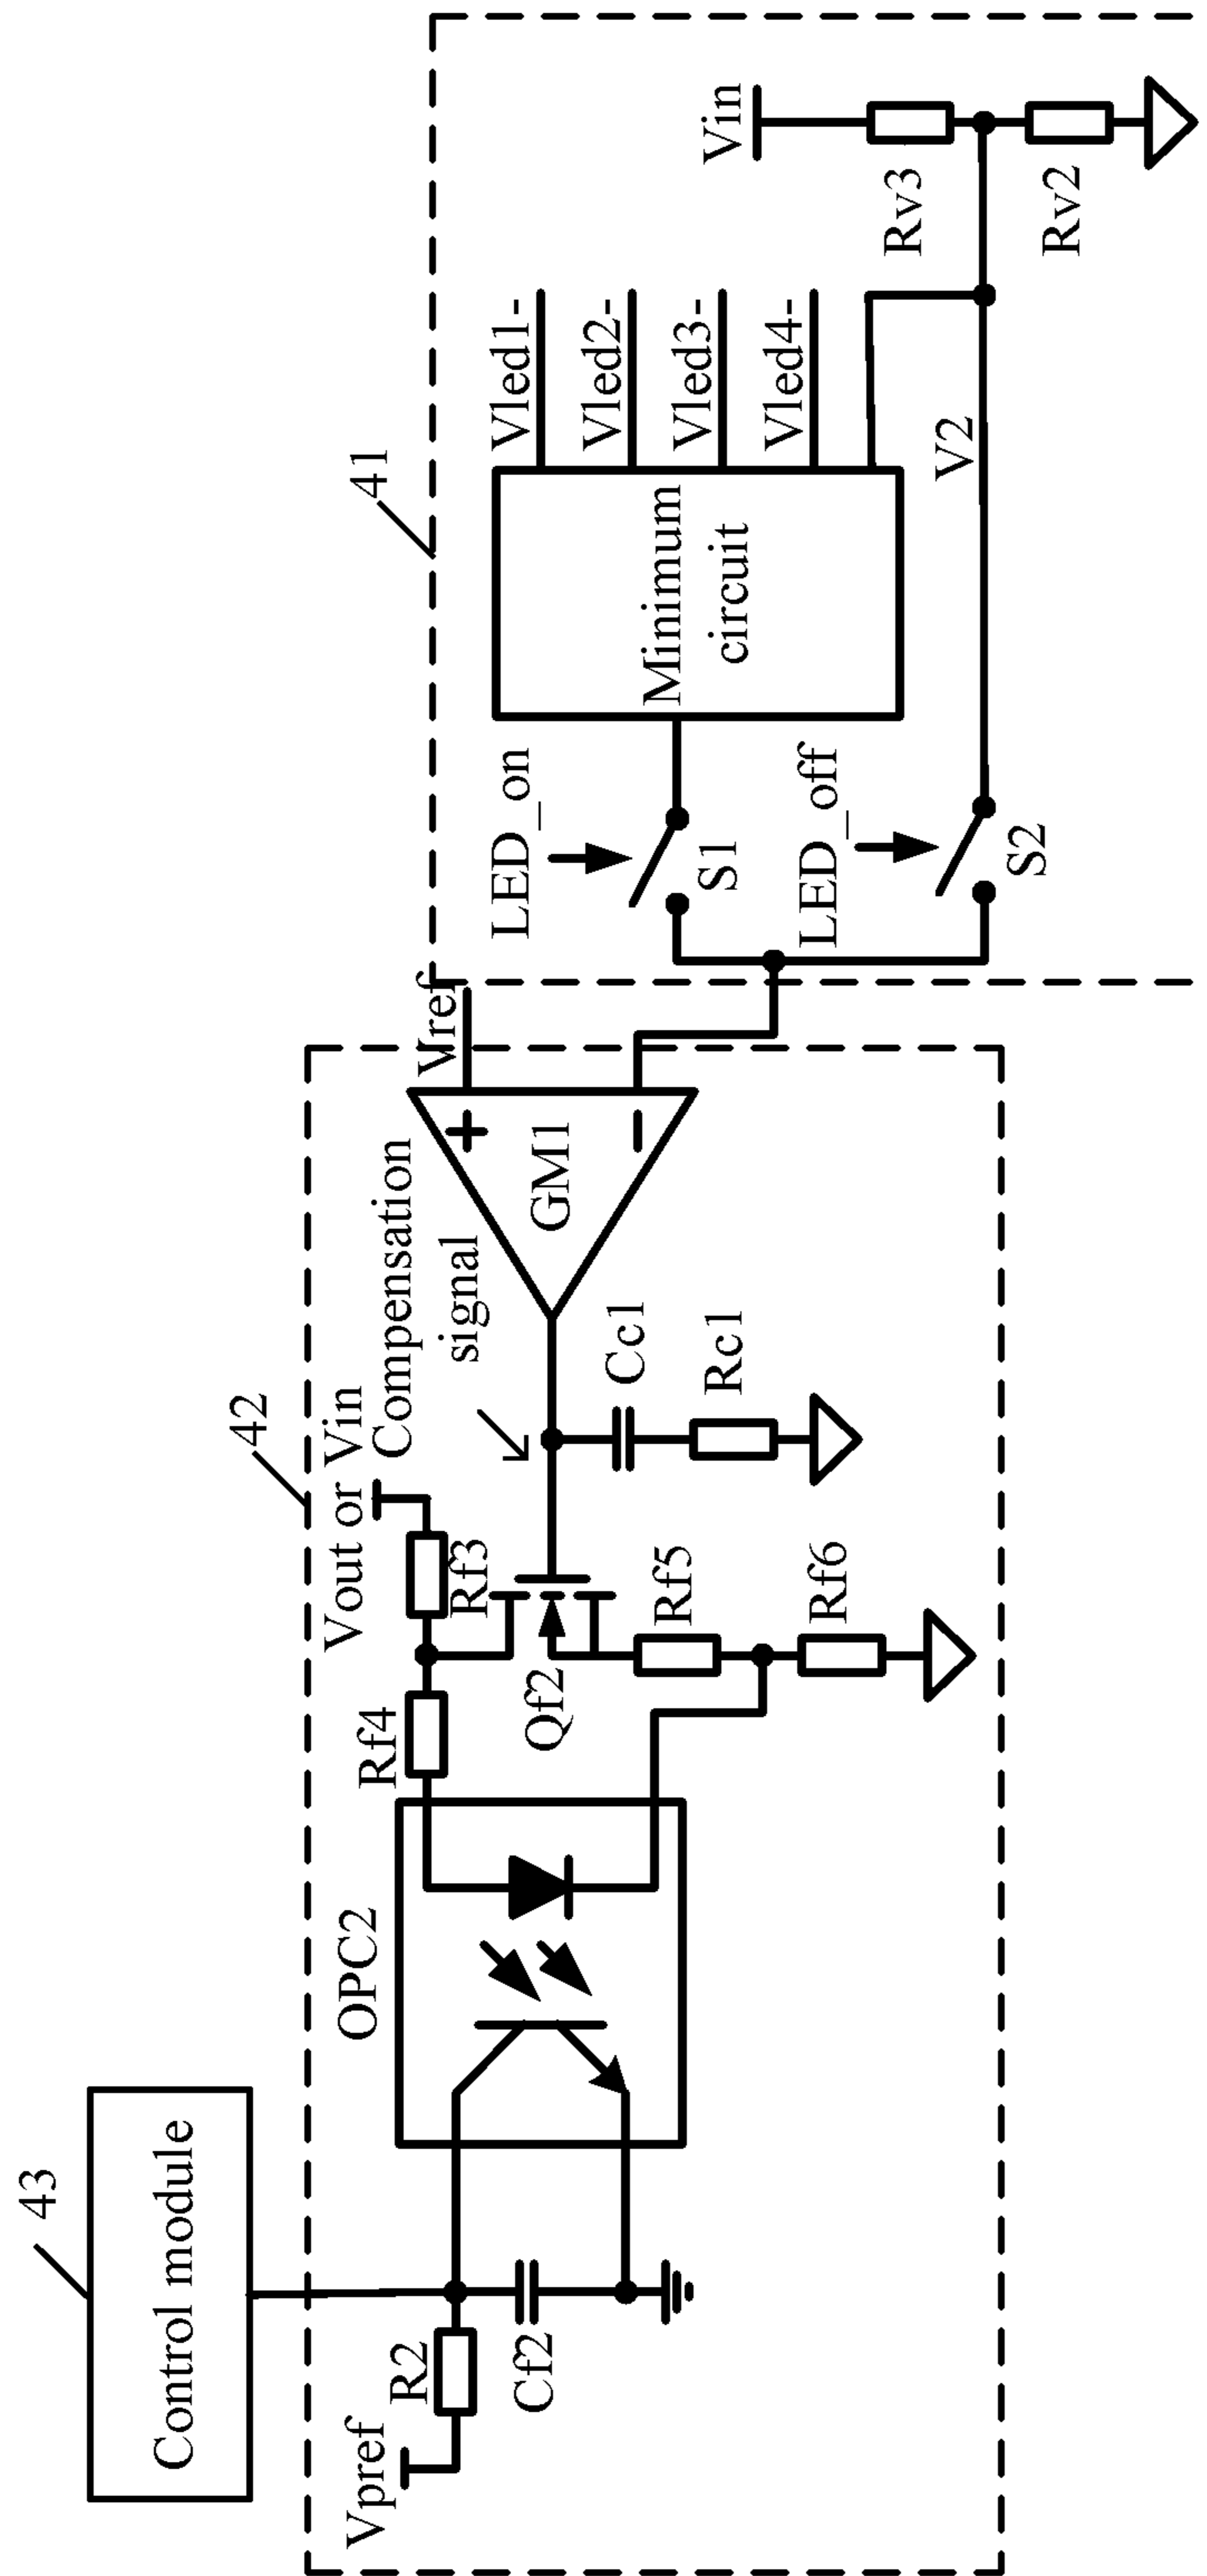 43
Control module
Vpref
R2
Cf2
OPC2
42
Vout or Vin
Rf3
Rf4
Qf2
Rf5
Rf6
Compensation
signal
Cc1
Rc1
GM1
+
−
Vref
41
LED_on
S1
LED_off
S2
Minimum
circuit
Vled1-
Vled2-
Vled3-
Vled4-
V2
Vin
Rv3
Rv2